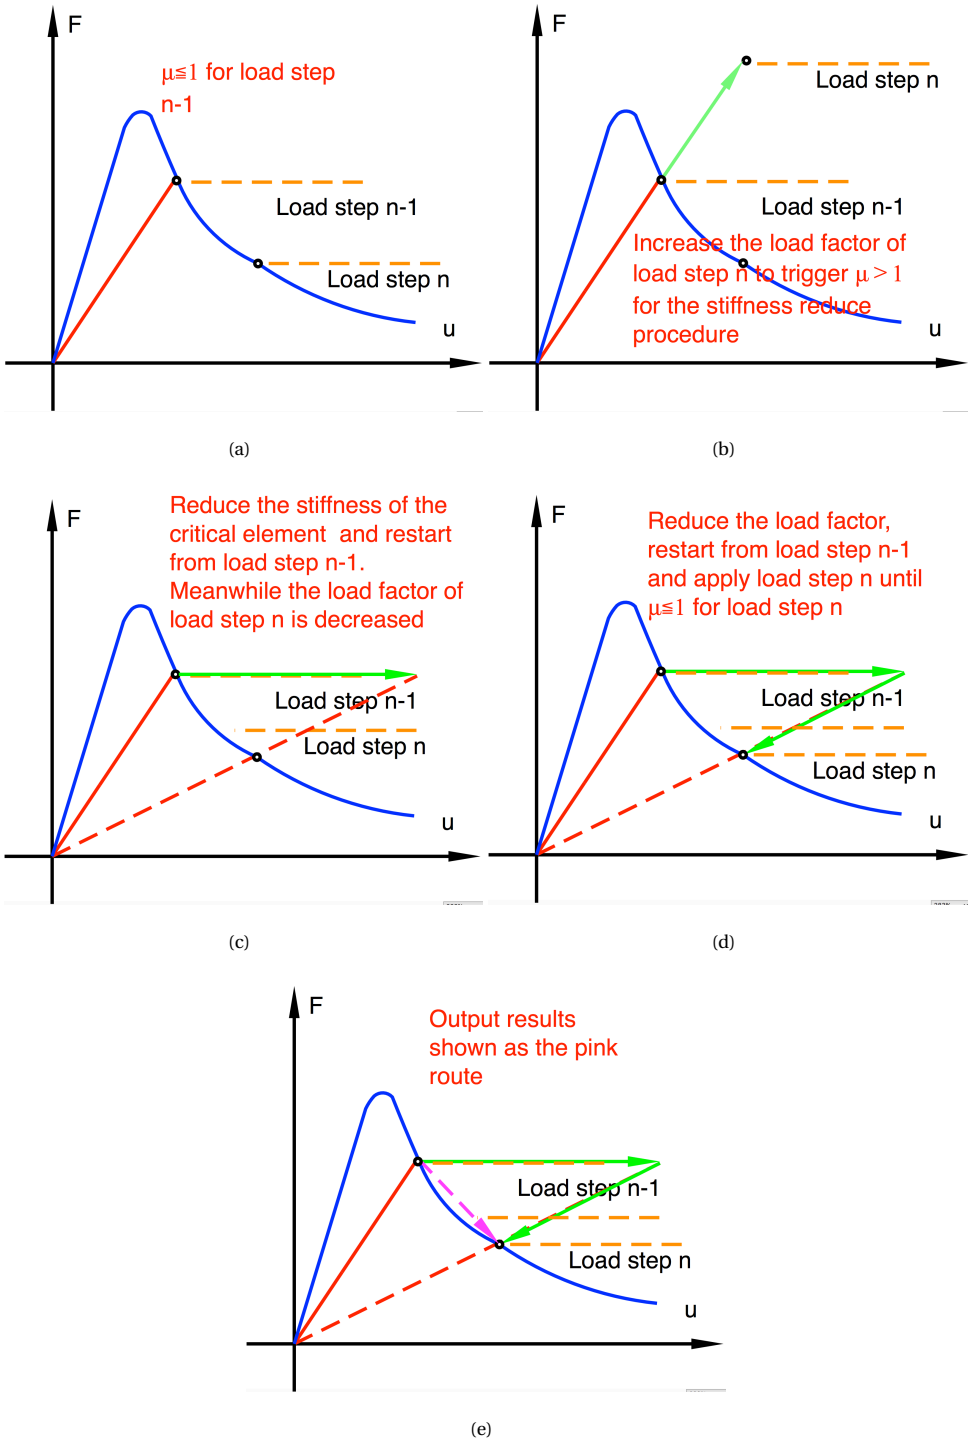 F
μ≦1 for load step
n-1
Load step n-1
Load step n
u
(a)
F
Load step n
Load step n-1
Increase the load factor of
load step n to trigger μ > 1
for the stiffness reduce
procedure
u
(b)
Reduce the stiffness of the
critical element and restart
from load step n-1.
Meanwhile the load factor of
load step n is decreased
F
Load step n-1
Load step n
u
(c)
F
Reduce the load factor,
restart from load step n-1
and apply load step n until
μ≦1 for load step n
Load step n-1
Load step n
u
(d)
F
Output results
shown as the pink
route
Load step n-1
Load step n
u
(e)